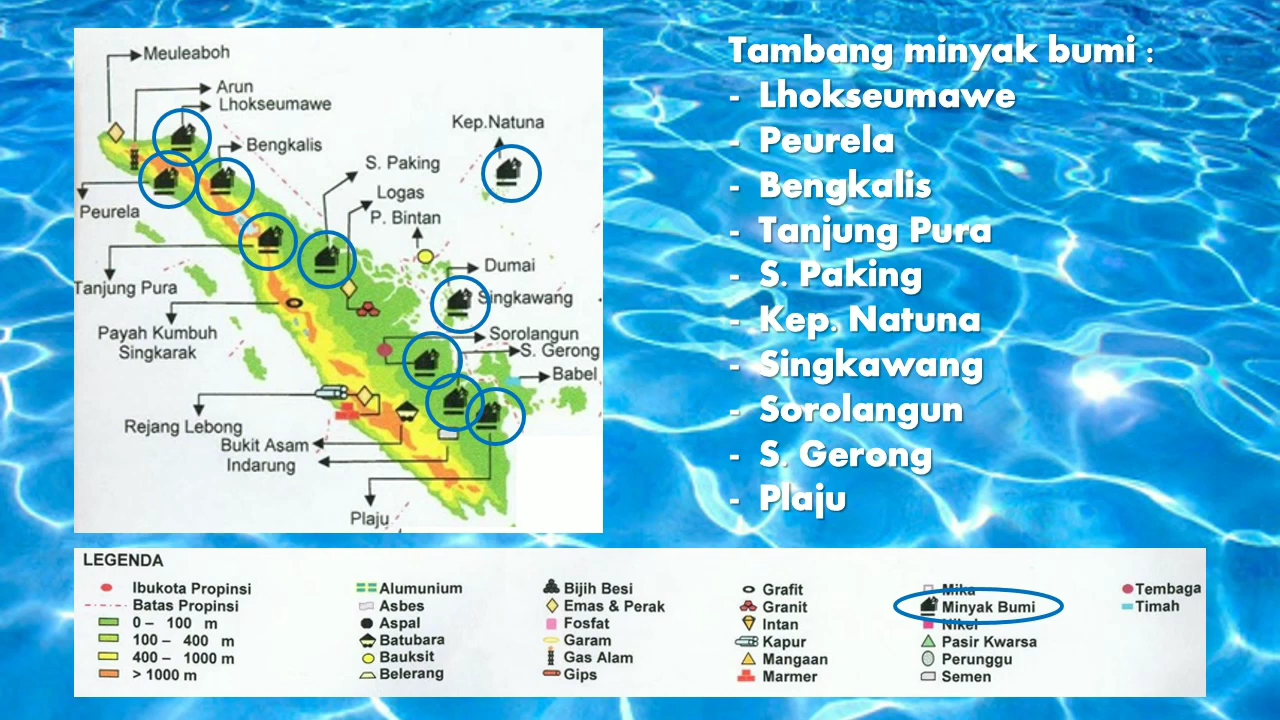 Meuleaboh
Arun
Lhokseumawe
Bengkalis
Kep.Natuna
S. Paking
Logas
P. Bintan
Peurela
Dumai
Tanjung Pura
Singkawang
Payah Kumbuh
Singkarak
Sorolangun
S. Gerong
Babel
Rejang Lebong
Bukit Asam
Indarung
Plaju
Tambang minyak bumi :
- Lhokseumawe
- Peurela
- Bengkalis
- Tanjung Pura
- S. Paking
- Kep. Natuna
- Singkawang
- Sorolangun
- S. Gerong
- Plaju
LEGENDA
Ibukota Propinsi
Batas Propinsi
0 – 100 m
100 – 400 m
400 – 1000 m
> 1000 m
Alumunium
Asbes
Aspal
Batubara
Bauksit
Belerang
Bijih Besi
Emas & Perak
Fosfat
Garam
Gas Alam
Gips
Grafit
Granit
Intan
Kapur
Mangaan
Marmer
Mika
Minyak Bumi
Nikel
Pasir Kwarsa
Perunggu
Semen
Tembaga
Timah